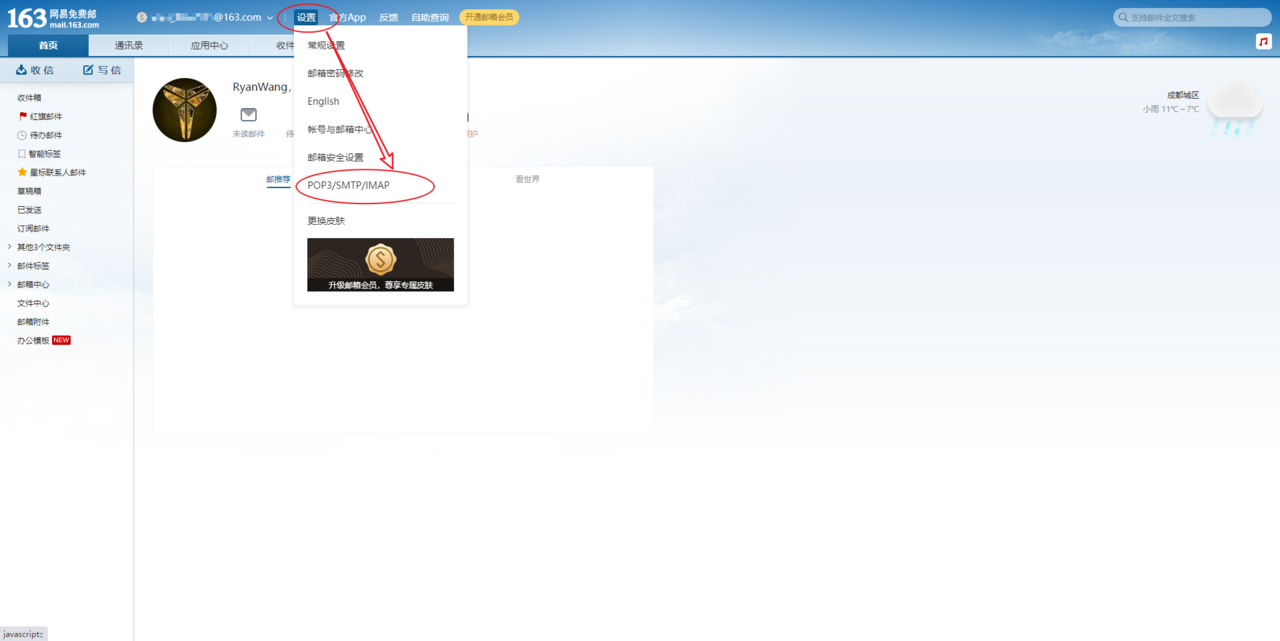 163 网易免费邮
mail.163.com
@163.com
设置
官方App
反馈
自助查询
开通邮箱会员
支持邮件全文搜索
首页
通讯录
应用中心
收件
收信
写信
收件箱
红旗邮件
待办邮件
智能标签
星标联系人邮件
草稿箱
已发送
订阅邮件
其他3个文件夹
邮件标签
邮箱中心
文件中心
邮箱附件
办公模版 NEW
RyanWang,
未读邮件
待
护
邮推荐
看世界
常规设置
邮箱密码修改
English
帐号与邮箱中心
邮箱安全设置
POP3/SMTP/IMAP
更换皮肤
升级邮箱会员，尊享专属皮肤
成都城区
小雨 11℃~7℃
javascript:;